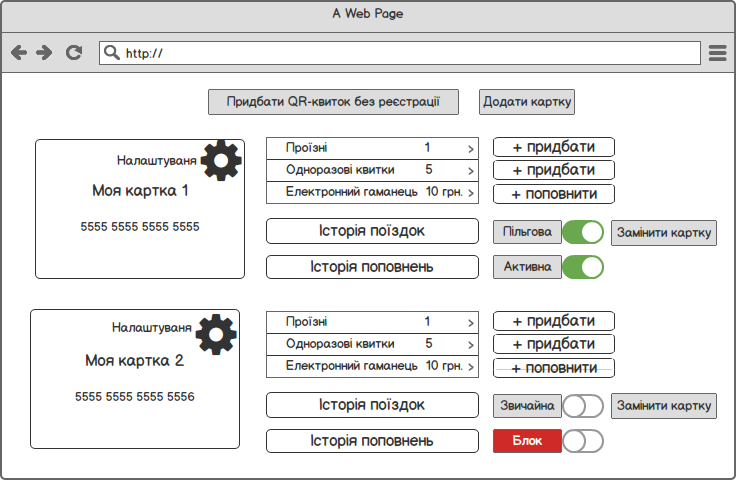 A Web Page
http://
Придбати QR-квиток без реєстрації
Додати картку
Налаштуваня
Моя картка 1
5555 5555 5555 5555
Проїзні 1 >
Одноразові квитки 5
Електронний гаманець 10 грн. >
+ придбати
+ придбати
+ поповнити
Історія поїздок
Історія поповнень
Пільгова
Замінити картку
Активна
Налаштуваня
Моя картка 2
5555 5555 5555 5556
Проїзні 1 >
Одноразові квитки 5
Електронний гаманець 10 грн. >
+ придбати
+ придбати
+ поповнити
Історія поїздок
Історія поповнень
Звичайна
Замінити картку
Блок